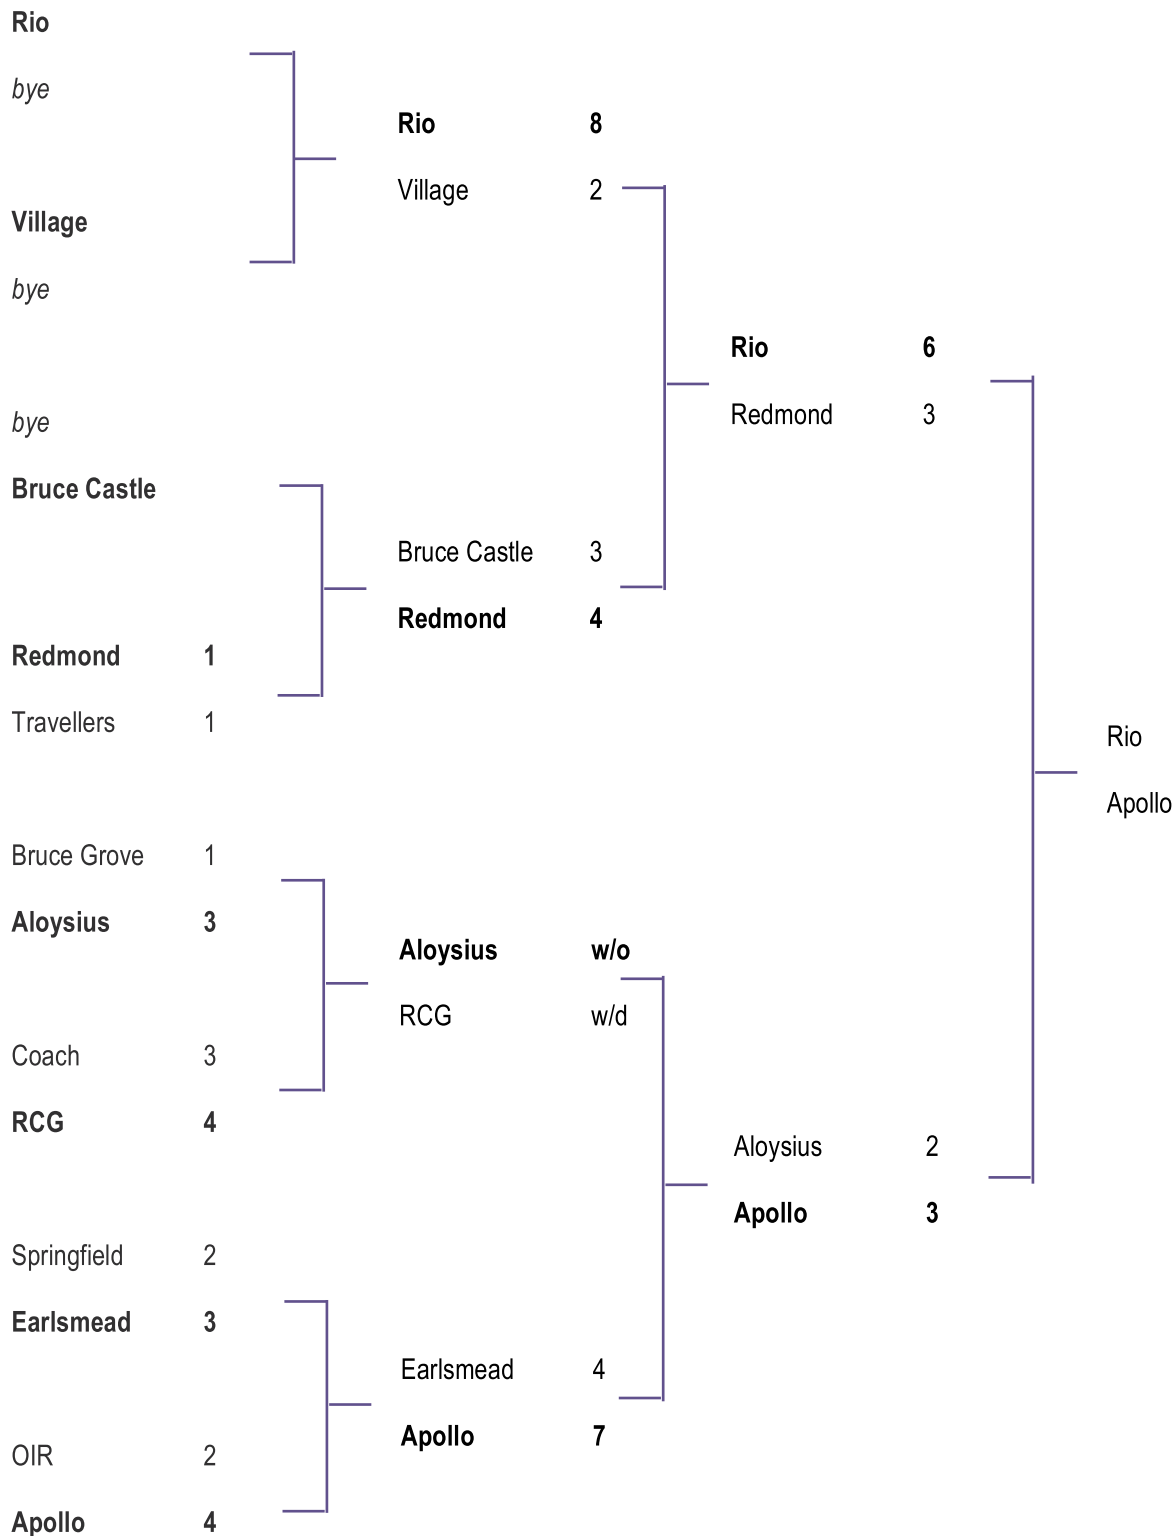 Rio
bye
Village
bye
bye
Bruce Castle
Redmond 1
Travellers 1
Bruce Grove 1
Aloysius 3
Coach 3
RCG 4
Springfield 2
Earlsmead 3
OIR 2
Apollo 4
Rio 8
Village 2
Bruce Castle 3
Redmond 4
Aloysius w/o
RCG w/d
Earlsmead 4
Apollo 7
Rio 6
Redmond 3
Aloysius 2
Apollo 3
Rio
Apollo